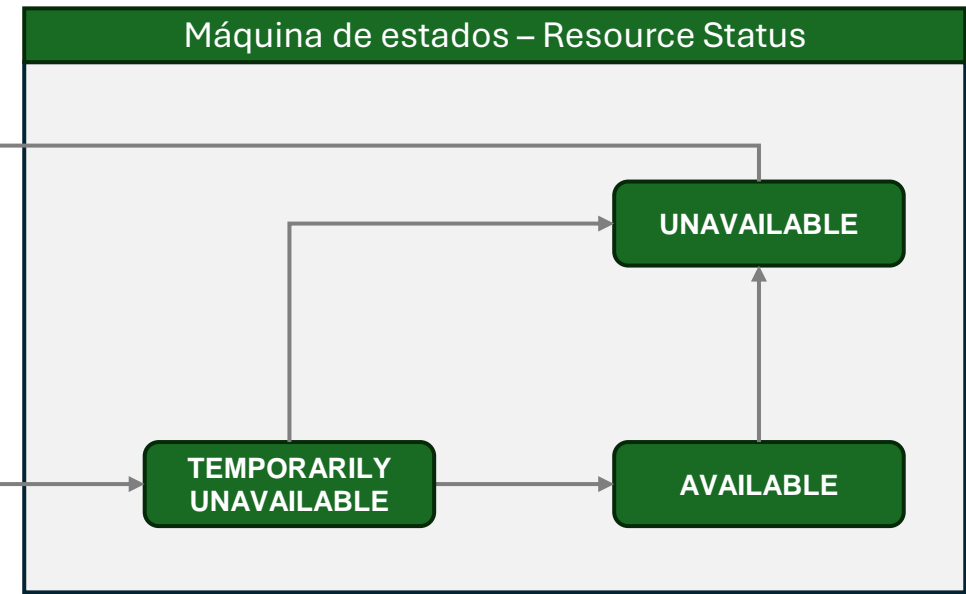 Máquina de estados – Resource Status
UNAVAILABLE
TEMPORARILY
UNAVAILABLE
AVAILABLE